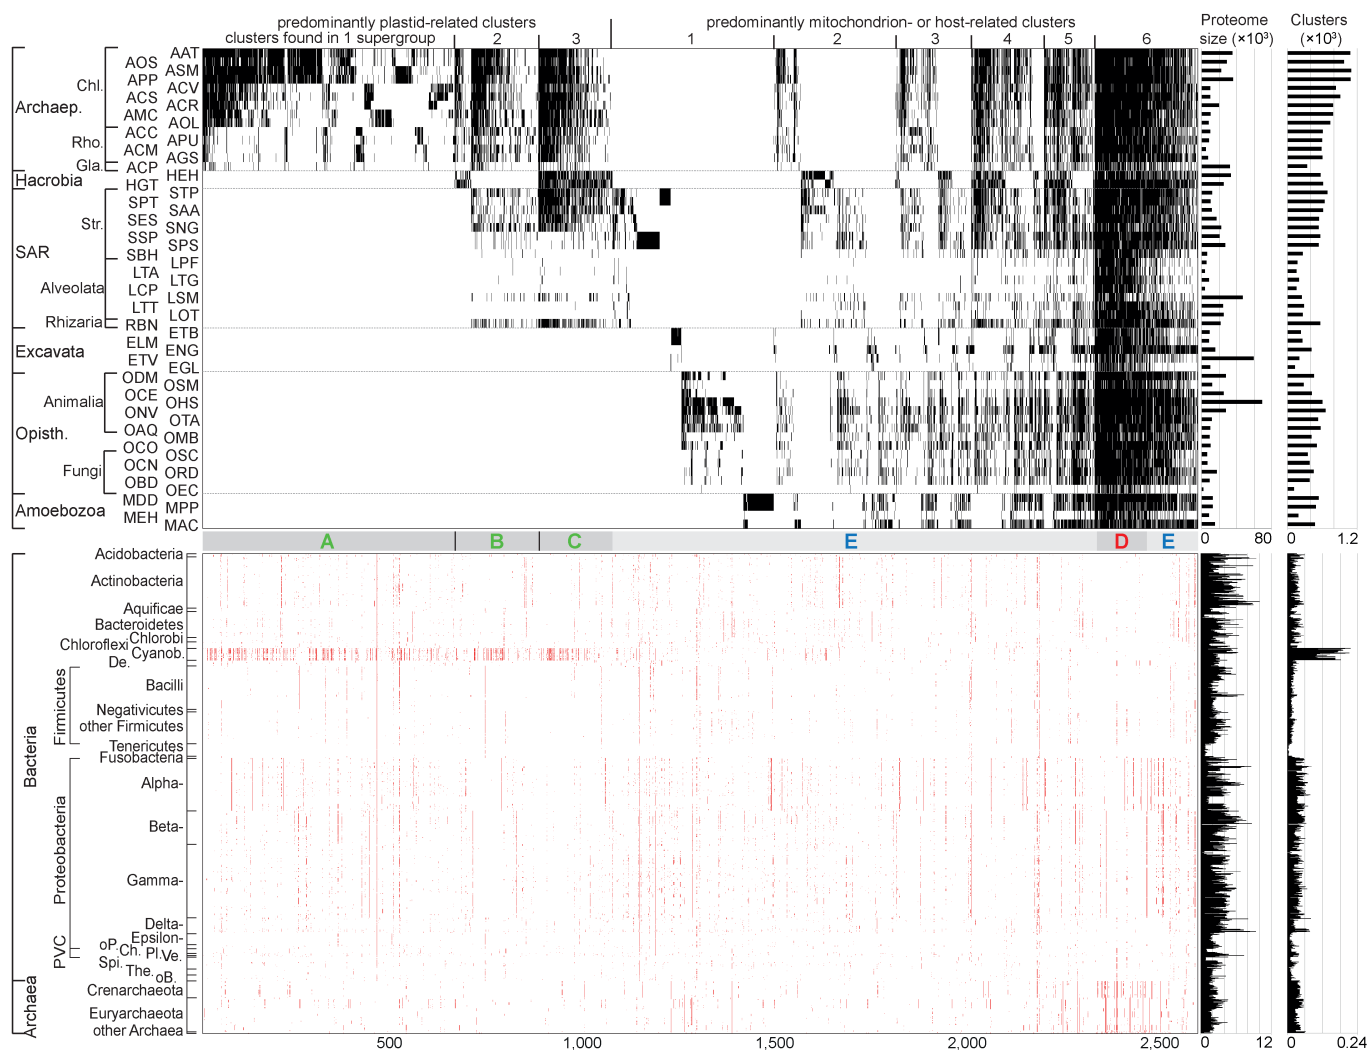 predominantly plastid-related clusters
predominantly mitochondrion- or host-related clusters
Proteome size (×10³)
Clusters (×10³)
clusters found in 1 supergroup
2 3 1 2 3 4 5 6
Archaep.
Chl.
Rho.
Gla.
Hacrobia
SAR
Str.
Alveolata
Rhizaria
Excavata
Opisth.
Animalia
Fungi
Amoebozoa
AAT
AOS
ASM
APP
ACV
ACS
ACR
AMC
AOL
ACC
APU
ACM
AGS
ACP
HEH
HGT
STP
SPT
SAA
SES
SNG
SSP
SPS
SBH
LPF
LTA
LTG
LCP
LSM
LTT
LOT
RBN
ETB
ELM
ENG
ETV
EGL
ODM
OSM
OCE
OHS
ONV
OTA
OAQ
OMB
OCO
OSC
OCN
ORD
OBD
OEC
MDD
MPP
MEH
MAC
A B C E D E
0 80
0 1.2
Bacteria
Firmicutes
Proteobacteria
PVC
Archaea
Acidobacteria
Actinobacteria
Aquificae
Bacteroidetes
Chlorobi
Chloroflexi
Cyanob.
De.
Bacilli
Negativicutes
other Firmicutes
Tenericutes
Fusobacteria
Alpha-
Beta-
Gamma-
Delta-
Epsilon-
oP. Ch. Pl. Ve.
Spi. The. oB.
Crenarchaeota
Euryarchaeota
other Archaea
500 1,000 1,500 2,000 2,500
0 12
0 0.24